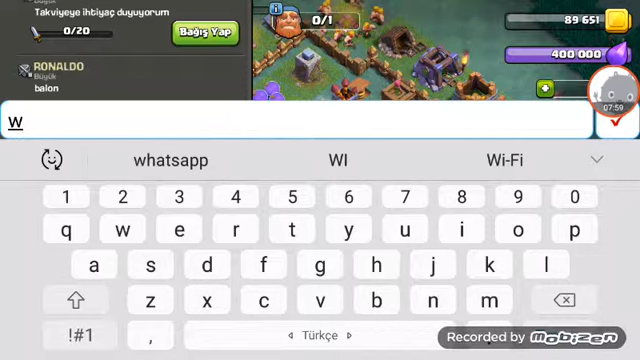 Takviyeye ihtiyaç duyuyorum
0/20
Bağış Yap
RONALDO
Büyük
balon
0/1
89 651
400 000
07:59
w
whatsapp WI Wi-Fi
1 2 3 4 5 6 7 8 9 0
q w e r t y u i o p
a s d f g h j k l
z x c v b n m
!#1 , Türkçe
Recorded by MOBIZEN